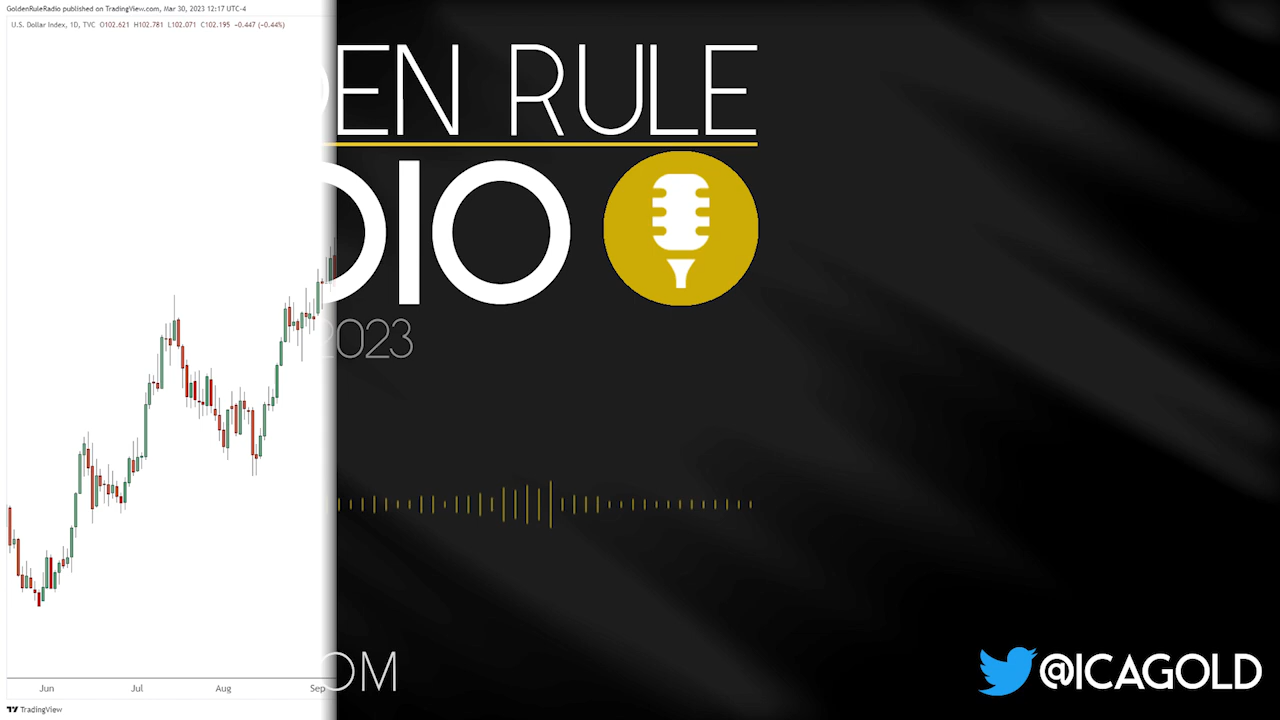 GoldenRuleRadio published on TradingView.com, Mar 30, 2023 12:17 UTC-4
U.S. Dollar Index, 1D, TVC O102.621 H102.781 L102.071 C102.195 −0.447 (−0.44%)
DEN RULE
DIO
2023
Jun Jul Aug Sep
TradingView
OM
@ICAGOLD